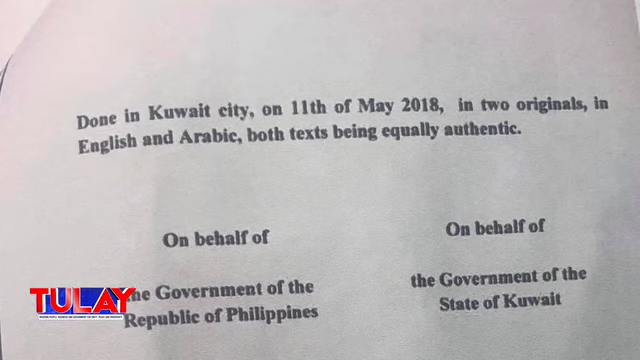 Done in Kuwait city, on 11th of May 2018, in two originals, in
English and Arabic, both texts being equally authentic.
On behalf of
the Government of the
Republic of Philippines
On behalf of
the Government of the
State of Kuwait
TULAY